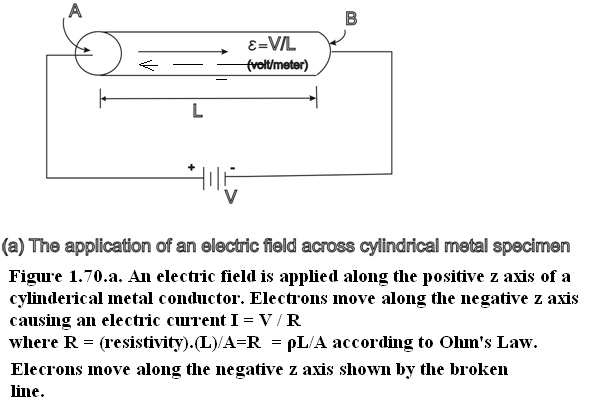 A
B
ε=V/L
(volt/meter)
L
+ -
V
(a) The application of an electric field across cylindrical metal specimen
Figure 1.70.a. An electric field is applied along the positive z axis of a
cylinderical metal conductor. Electrons move along the negative z axis
causing an electric current I = V / R
where R = (resistivity).(L)/A=R = ρL/A according to Ohm's Law.
Elecrons move along the negative z axis shown by the broken
line.